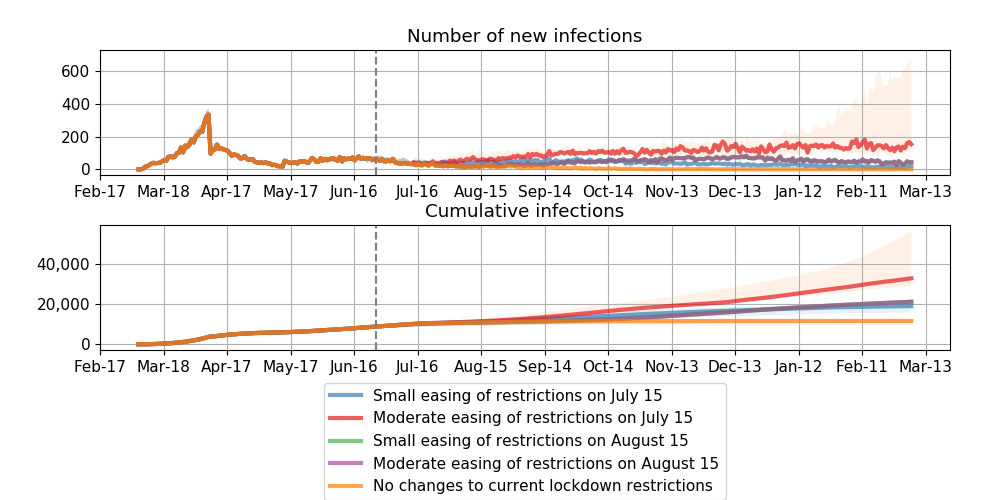 Number of new infections
600
400
200
0
Feb-17 Mar-18 Apr-17 May-17 Jun-16 Jul-16 Aug-15 Sep-14 Oct-14 Nov-13 Dec-13 Jan-12 Feb-11 Mar-13
Cumulative infections
40,000
20,000
0
Feb-17 Mar-18 Apr-17 May-17 Jun-16 Jul-16 Aug-15 Sep-14 Oct-14 Nov-13 Dec-13 Jan-12 Feb-11 Mar-13
Small easing of restrictions on July 15
Moderate easing of restrictions on July 15
Small easing of restrictions on August 15
Moderate easing of restrictions on August 15
No changes to current lockdown restrictions